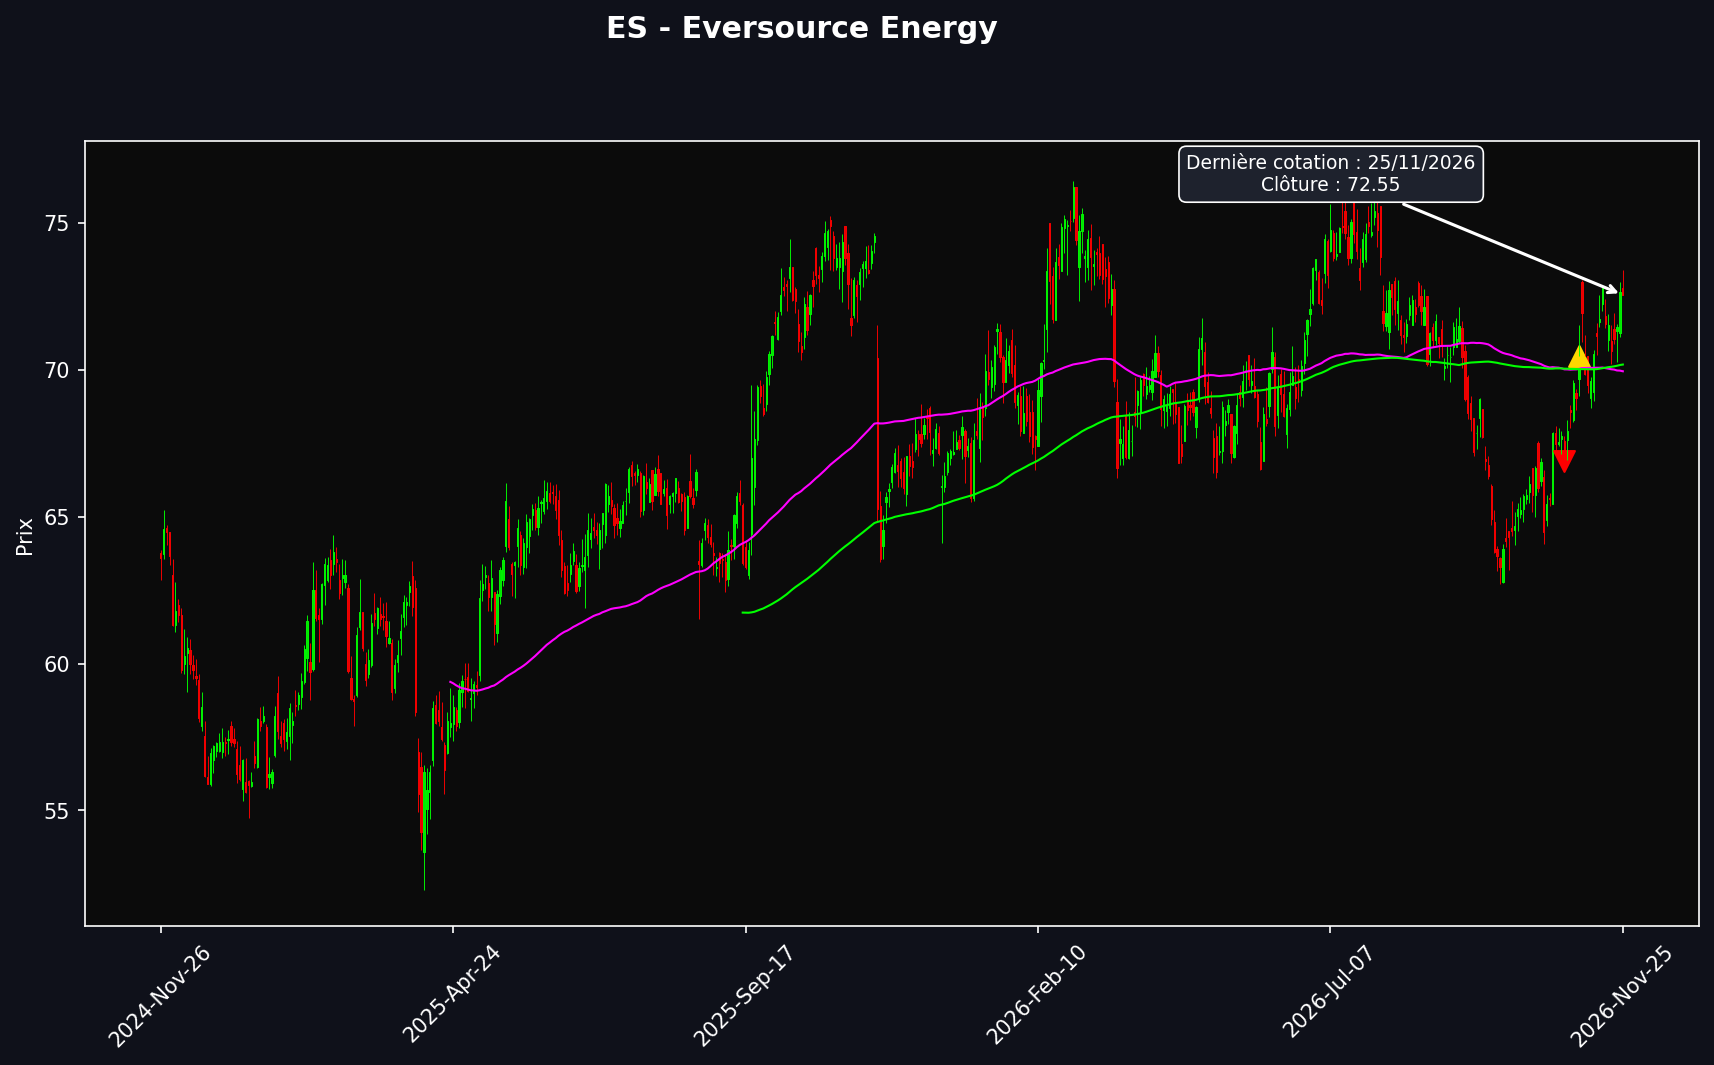 ES - Eversource Energy
Dernière cotation : 25/11/2026
Clôture : 72.55
75
70
65
60
55
Prix
2024-Nov-26
2025-Apr-24
2025-Sep-17
2026-Feb-10
2026-Jul-07
2026-Nov-25